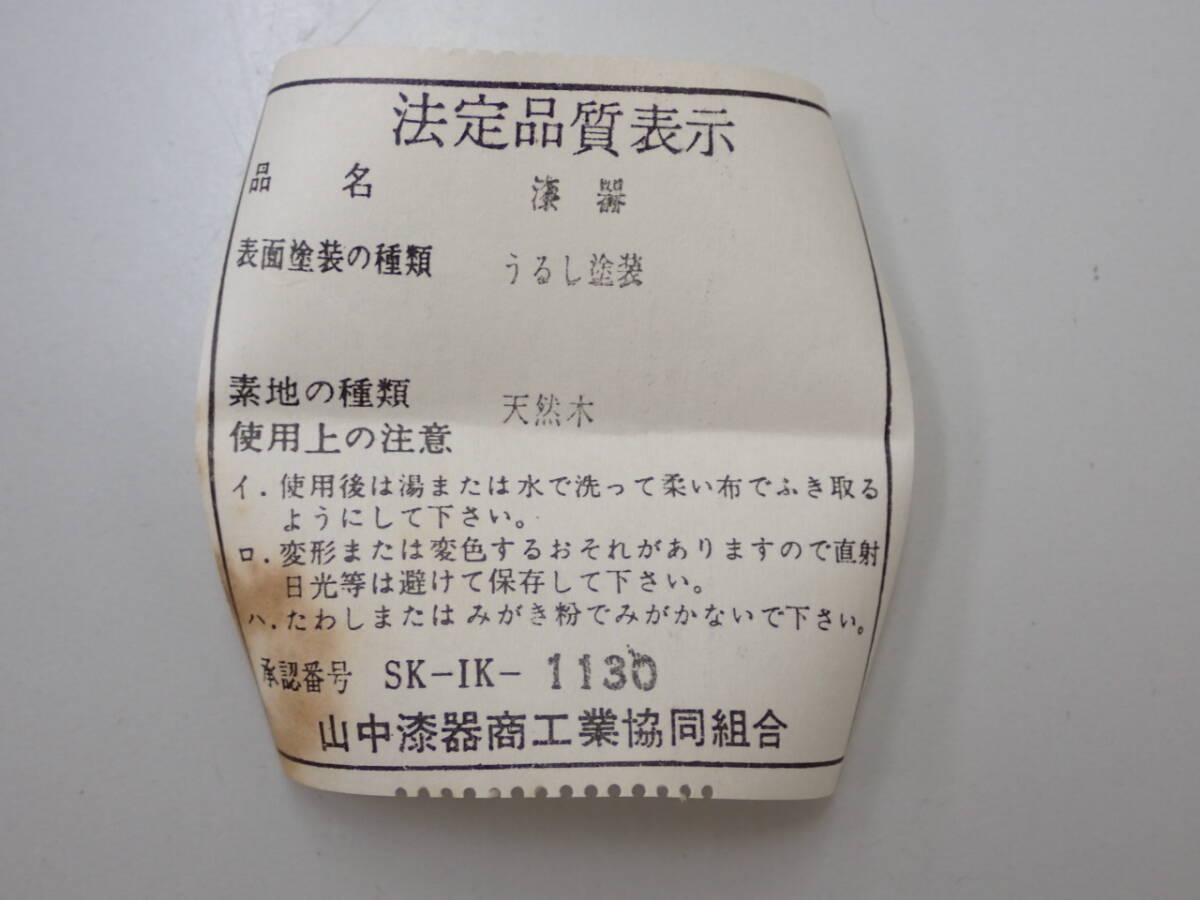 法定品質表示
品 名 漆器
表面塗装の種類 うるし塗装
素地の種類 天然木
使用上の注意
イ.使用後は湯または水で洗って柔い布でふき取る
ようにして下さい。
ロ.変形または変色するおそれがありますので直射
日光等は避けて保存して下さい。
ハ.たわしまたはみがき粉でみがかないで下さい。
承認番号 SK-IK-1130
山中漆器商工業協同組合